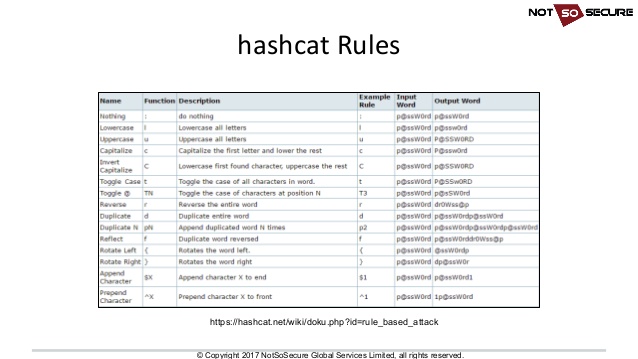 NOT SO SECURE
hashcat Rules
Name Function Description Example Rule Input Word Output Word
Nothing : do nothing : p@ssW0rd p@ssW0rd
Lowercase l Lowercase all letters l p@ssW0rd p@ssw0rd
Uppercase u Uppercase all letters u p@ssW0rd P@SSW0RD
Capitalize c Capitalize the first letter and lower the rest c p@ssW0rd P@ssw0rd
Invert Capitalize C Lowercase first found character, uppercase the rest C p@ssW0rd p@SSW0RD
Toggle Case t Toggle the case of all characters in word. t p@ssW0rd P@SSw0RD
Toggle @ TN Toggle the case of characters at position N T3 p@ssW0rd p@sSW0rd
Reverse r Reverse the entire word r p@ssW0rd dr0Wss@p
Duplicate d Duplicate entire word d p@ssW0rd p@ssW0rdp@ssW0rd
Duplicate N pN Append duplicated word N times p2 p@ssW0rd p@ssW0rdp@ssW0rdp@ssW0rd
Reflect f Duplicate word reversed f p@ssW0rd p@ssW0rddr0Wss@p
Rotate Left { Rotates the word left. { p@ssW0rd @ssW0rdp
Rotate Right } Rotates the word right } p@ssW0rd dp@ssW0r
Append Character $X Append character X to end $1 p@ssW0rd p@ssW0rd1
Prepend Character ^X Prepend character X to front ^1 p@ssW0rd 1p@ssW0rd
https://hashcat.net/wiki/doku.php?id=rule_based_attack
© Copyright 2017 NotSoSecure Global Services Limited, all rights reserved.